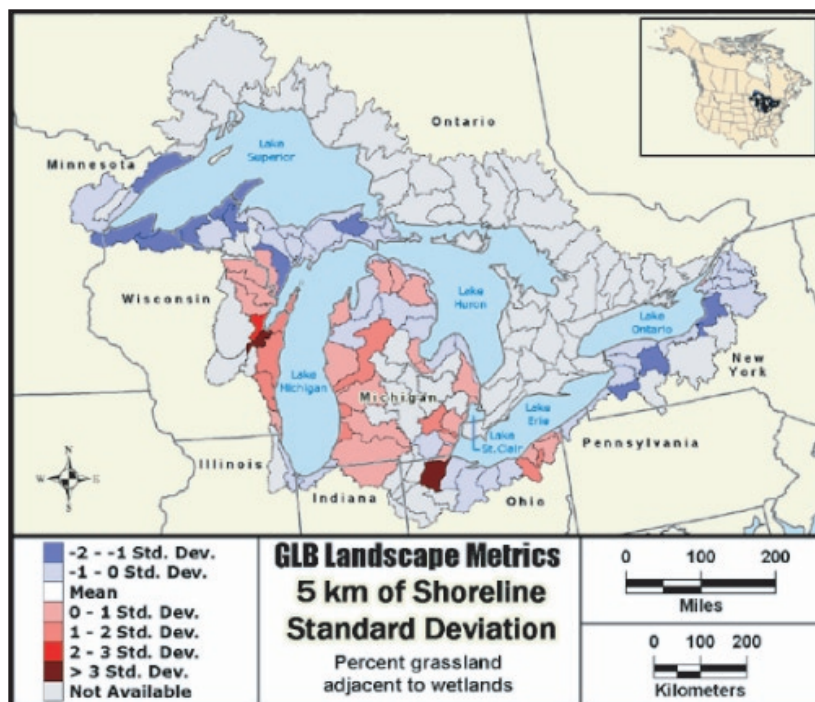 Ontario
Minnesota
Lake
Superior
Wisconsin
Lake
Huron
Lake
Ontario
New
York
Lake
Michigan
Michigan
Lake
Erie
Lake
St. Clair
Pennsylvania
Illinois
Indiana
Ohio
N
W
E
S
-2 - -1 Std. Dev.
-1 - 0 Std. Dev.
Mean
0 - 1 Std. Dev.
1 - 2 Std. Dev.
2 - 3 Std. Dev.
> 3 Std. Dev.
Not Available
GLB Landscape Metrics
5 km of Shoreline
Standard Deviation
Percent grassland
adjacent to wetlands
0 100 200
Miles
0 100 200
Kilometers